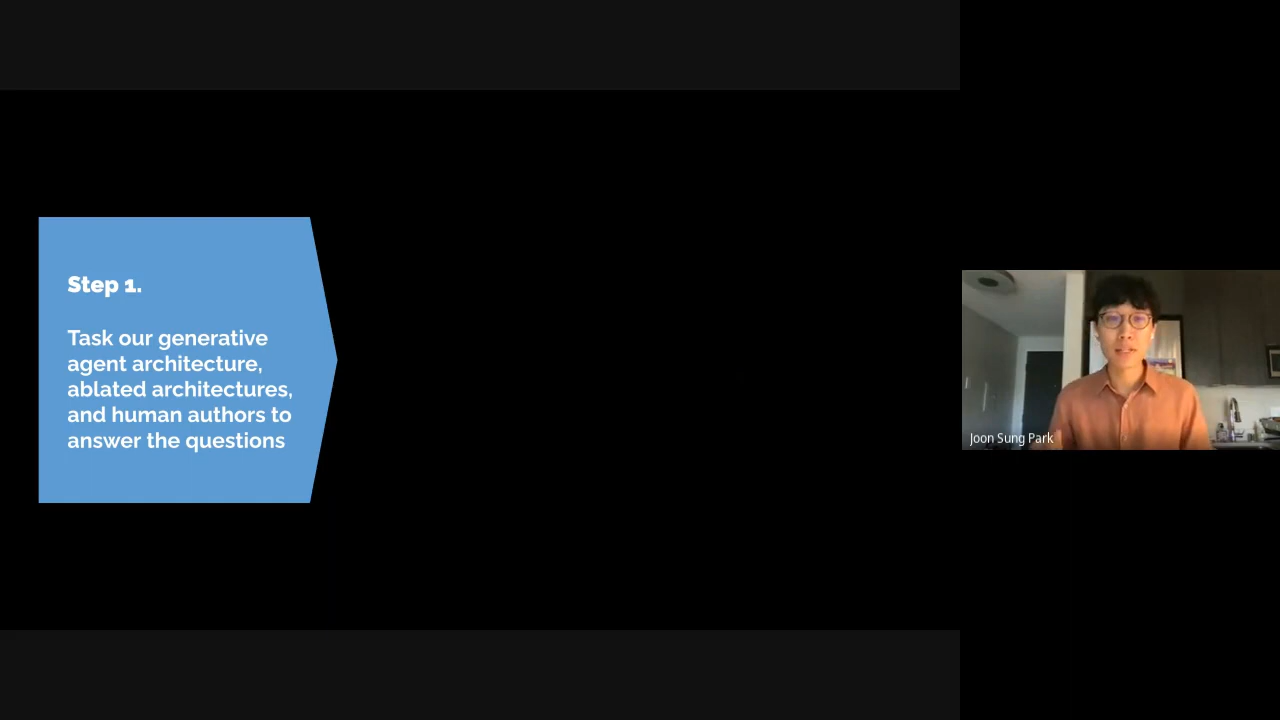 Step 1.
Task our generative
agent architecture,
ablated architectures,
and human authors to
answer the questions
Joon Sung Park